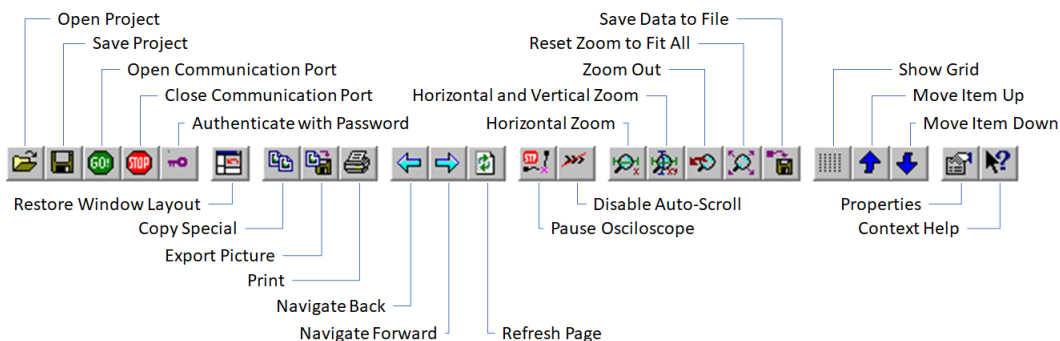 Open Project
Save Data to File
Save Project
Reset Zoom to Fit All
Open Communication Port
Zoom Out
Show Grid
Close Communication Port
Horizontal and Vertical Zoom
Move Item Up
Authenticate with Password
Horizontal Zoom
Move Item Down
GO!
STOP
ST
x
xy
Restore Window Layout
Disable Auto-Scroll
Properties
Copy Special
Pause Osciloscope
Context Help
Export Picture
Print
Navigate Back
Navigate Forward
Refresh Page